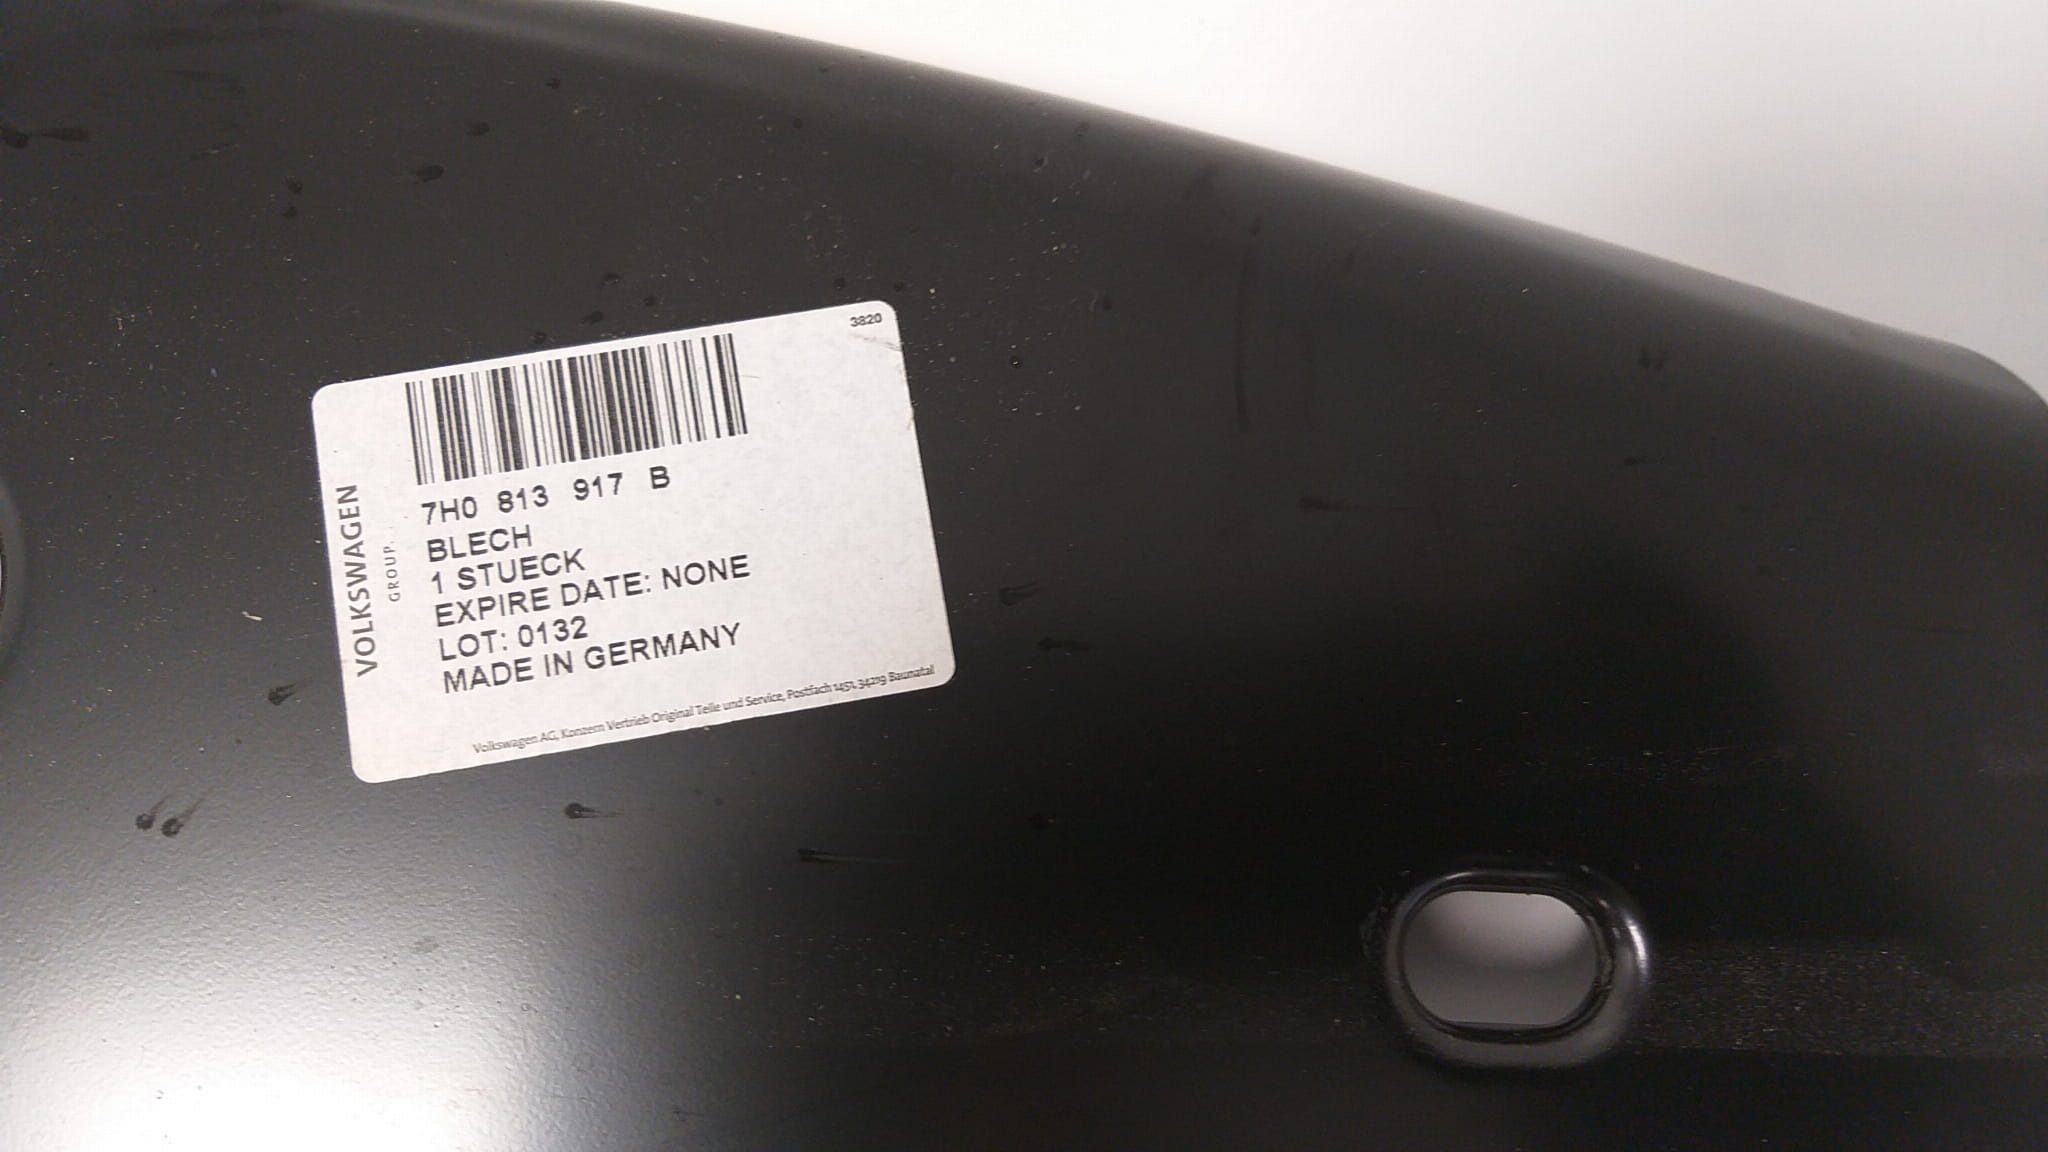 3820
7H0 813 917 B
BLECH
1 STUECK
EXPIRE DATE: NONE
LOT: 0132
MADE IN GERMANY
VOLKSWAGEN
GROUP
Volkswagen AG, Konzern Vertrieb Original Teile und Service, Postfach 1451, 34219 Baunatal